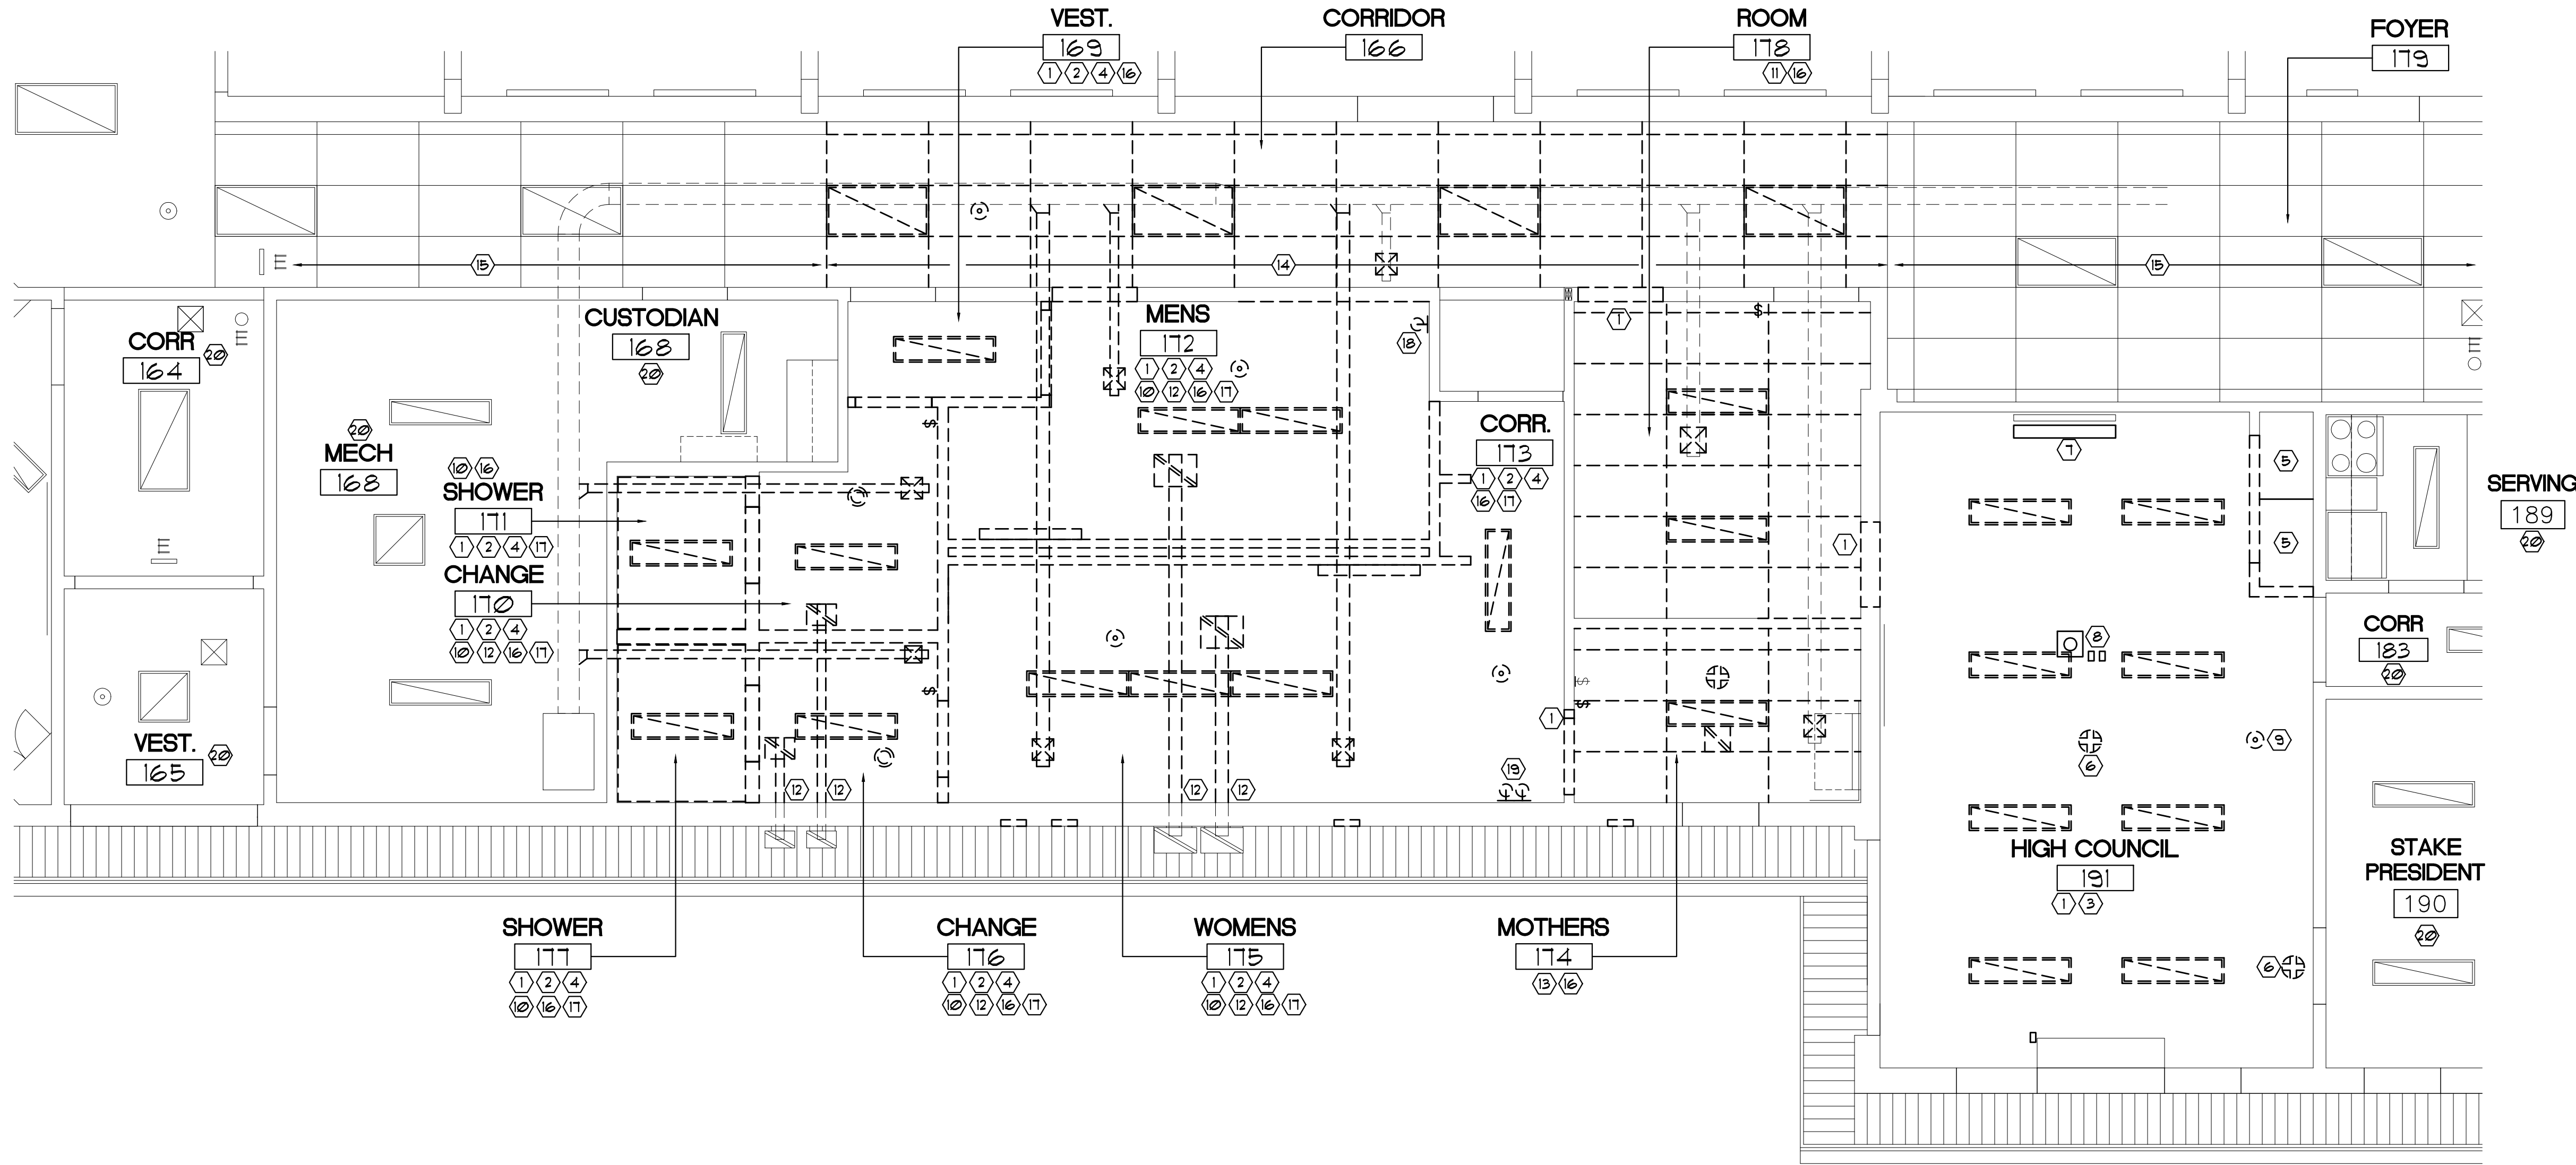 VEST.
169
1 2 4 16
CORRIDOR
166
ROOM
178
11 16
FOYER
179
15
14
15
CORR
164
20
CUSTODIAN
168
20
MENS
172
1 2 4
10 12 16 17
18
1
20
MECH
168
10 16
SHOWER
171
1 2 4 17
CHANGE
170
1 2 4
10 12 16 17
CORR.
173
1 2 4
16 17
7
5
5
1
SERVING
189
20
8
CORR
183
20
VEST.
165
20
$
$
$
$
$
1
19
12
12
12
12
6
9
HIGH COUNCIL
191
1 3
6
STAKE
PRESIDENT
190
20
SHOWER
177
1 2 4
10 16 17
CHANGE
176
1 2 4
10 12 16 17
WOMENS
175
1 2 4
10 12 16 17
MOTHERS
174
13 16